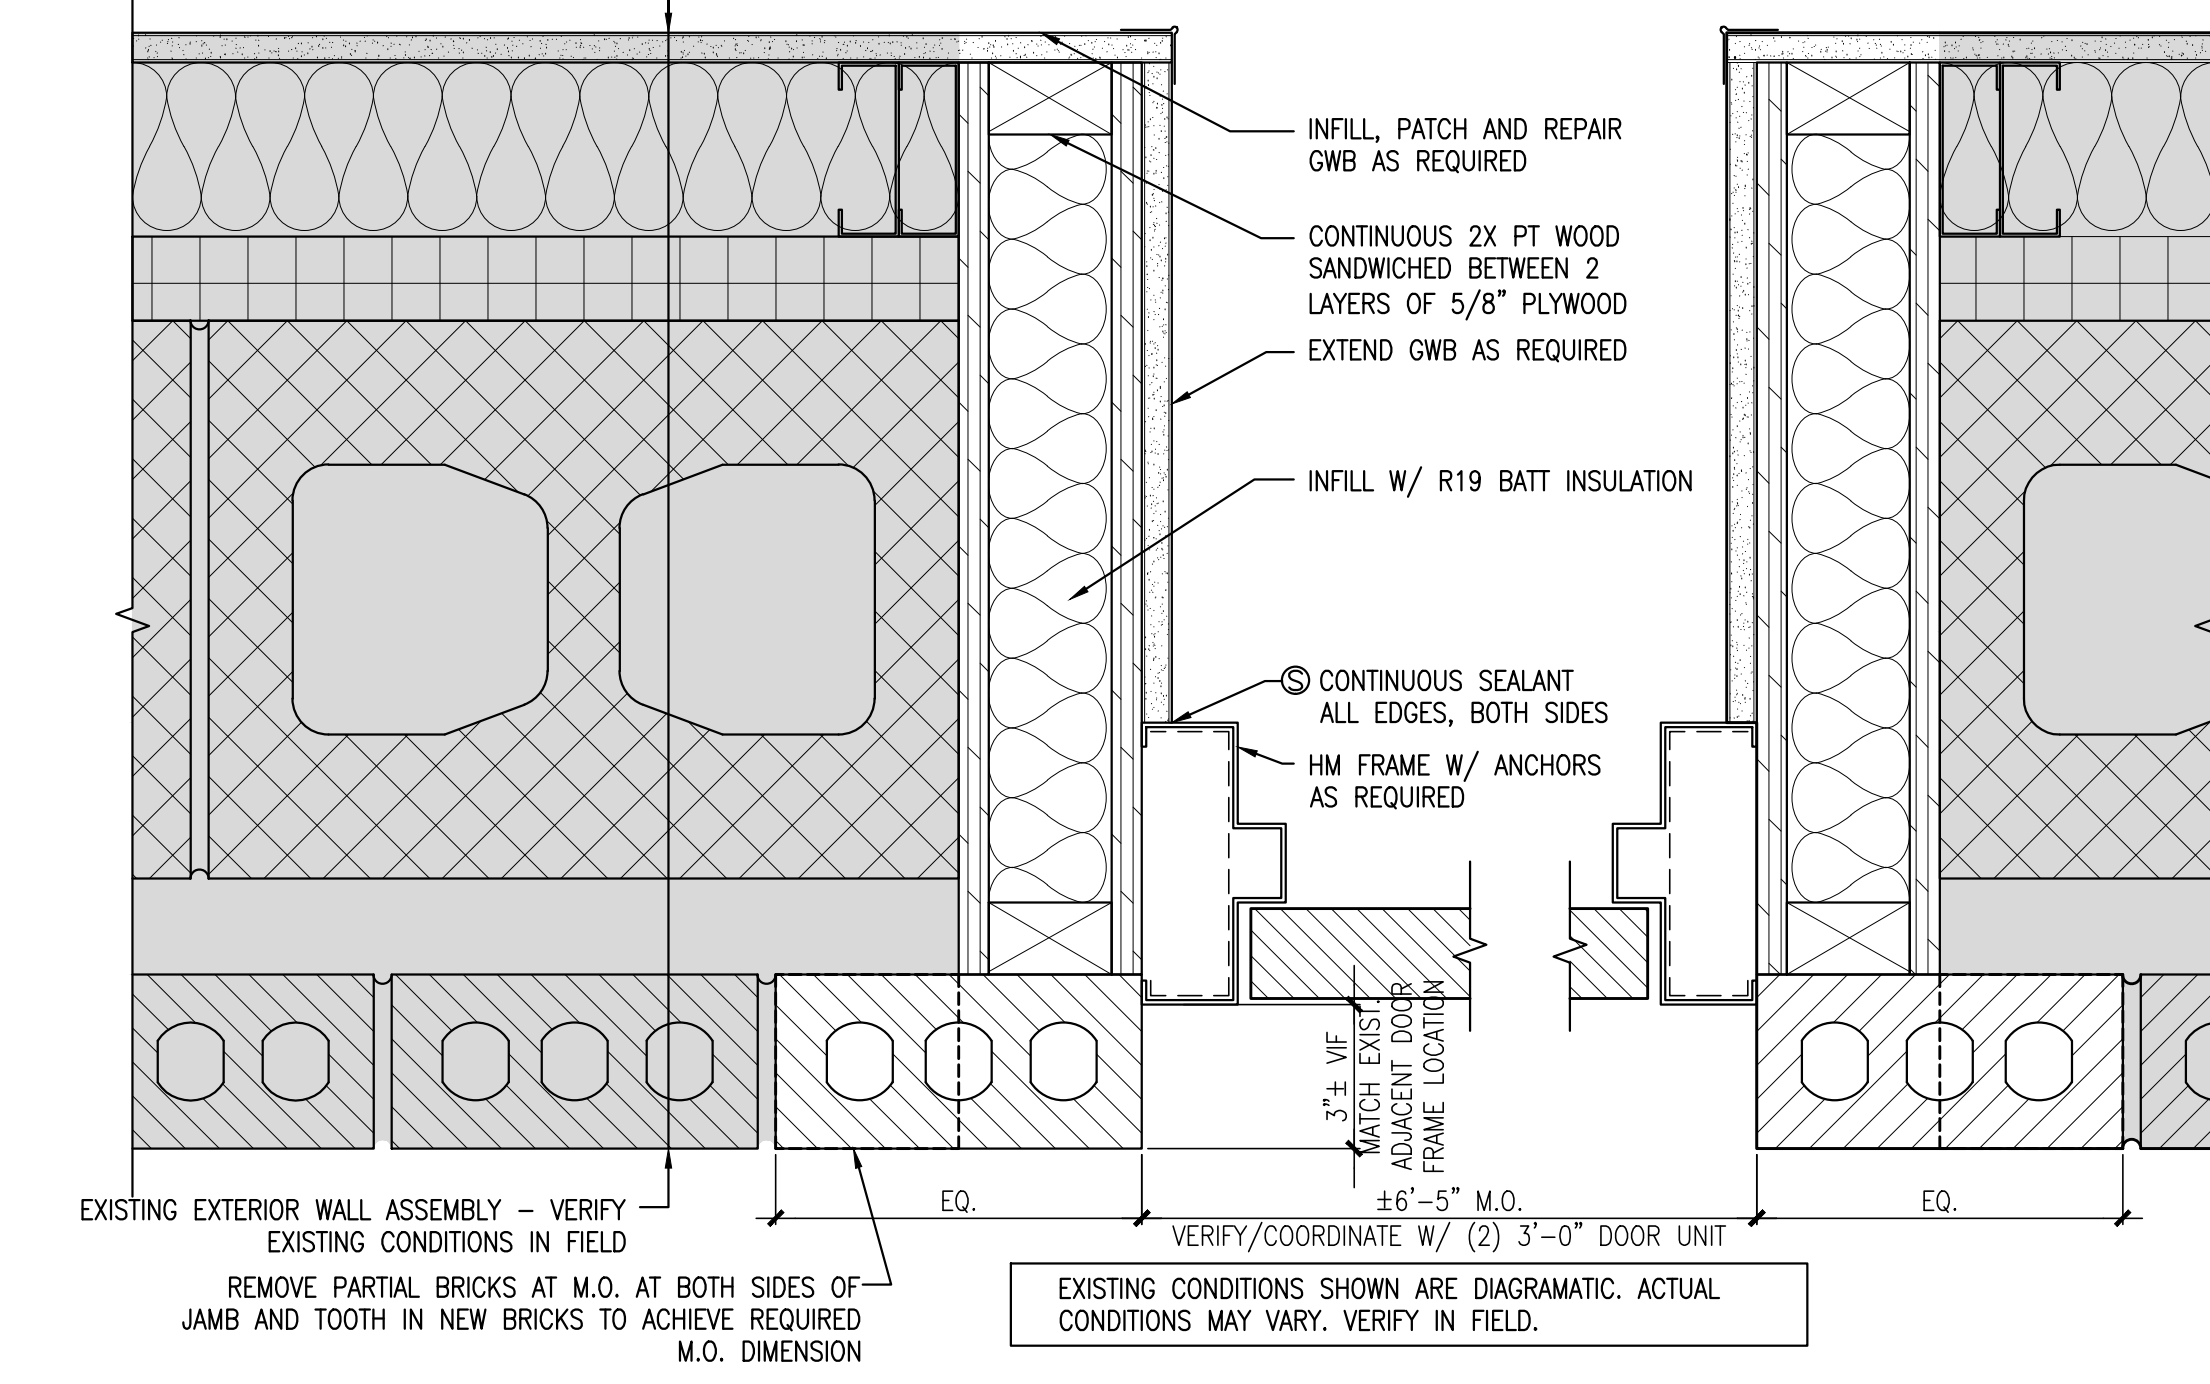 INFILL, PATCH AND REPAIR
GWB AS REQUIRED
CONTINUOUS 2X PT WOOD
SANDWICHED BETWEEN 2
LAYERS OF 5/8" PLYWOOD
EXTEND GWB AS REQUIRED
INFILL W/ R19 BATT INSULATION
S CONTINUOUS SEALANT
ALL EDGES, BOTH SIDES
HM FRAME W/ ANCHORS
AS REQUIRED
3"± VIF
MATCH EXIST.
ADJACENT DOOR
FRAME LOCATION
EQ.
±6'-5" M.O.
EQ.
VERIFY/COORDINATE W/ (2) 3'-0" DOOR UNIT
EXISTING EXTERIOR WALL ASSEMBLY - VERIFY
EXISTING CONDITIONS IN FIELD
REMOVE PARTIAL BRICKS AT M.O. AT BOTH SIDES OF
JAMB AND TOOTH IN NEW BRICKS TO ACHIEVE REQUIRED
M.O. DIMENSION
EXISTING CONDITIONS SHOWN ARE DIAGRAMATIC. ACTUAL
CONDITIONS MAY VARY. VERIFY IN FIELD.